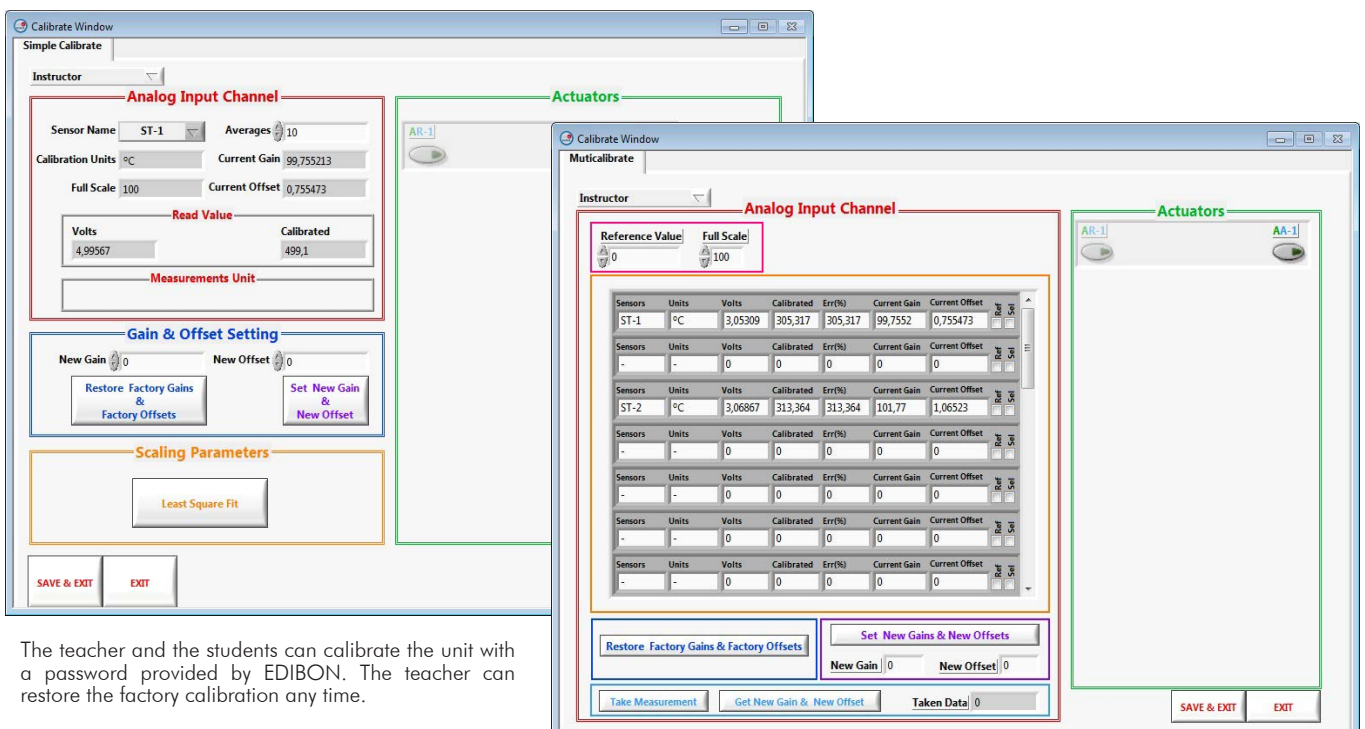 Calibrate Window
Simple Calibrate
Instructor
Analog Input Channel
Sensor Name ST-1 Averages 10
Calibration Units ºC Current Gain 99,755213
Full Scale 100 Current Offset 0,755473
Read Value
Volts Calibrated
4,99567 499,1
Measurements Unit
Gain & Offset Setting
New Gain 0 New Offset 0
Restore Factory Gains
&
Factory Offsets
Set New Gain
&
New Offset
Scaling Parameters
Least Square Fit
SAVE & EXIT EXIT
Actuators
AR-1
The teacher and the students can calibrate the unit with
a password provided by EDIBON. The teacher can
restore the factory calibration any time.
Calibrate Window
Muticalibrate
Instructor
Analog Input Channel
Reference Value Full Scale
0 100
Sensors Units Volts Calibrated Err(%) Current Gain Current Offset Ref Sel
ST-1 ºC 3,05309 305,317 305,317 99,7552 0,755473
Sensors Units Volts Calibrated Err(%) Current Gain Current Offset Ref Sel
- - 0 0 0 0 0
Sensors Units Volts Calibrated Err(%) Current Gain Current Offset Ref Sel
ST-2 ºC 3,06867 313,364 313,364 101,77 1,06523
Sensors Units Volts Calibrated Err(%) Current Gain Current Offset Ref Sel
- - 0 0 0 0 0
Sensors Units Volts Calibrated Err(%) Current Gain Current Offset Ref Sel
- - 0 0 0 0 0
Sensors Units Volts Calibrated Err(%) Current Gain Current Offset Ref Sel
- - 0 0 0 0 0
Sensors Units Volts Calibrated Err(%) Current Gain Current Offset Ref Sel
- - 0 0 0 0 0
Restore Factory Gains & Factory Offsets
Set New Gains & New Offsets
New Gain 0 New Offset 0
Take Measurement Get New Gain & New Offset Taken Data 0
Actuators
AR-1 AA-1
SAVE & EXIT EXIT